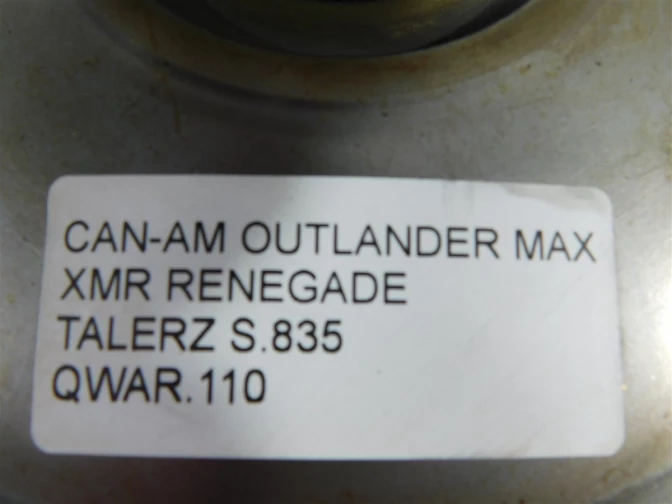 CAN-AM OUTLANDER MAX
XMR RENEGADE
TALERZ S.835
QWAR.110